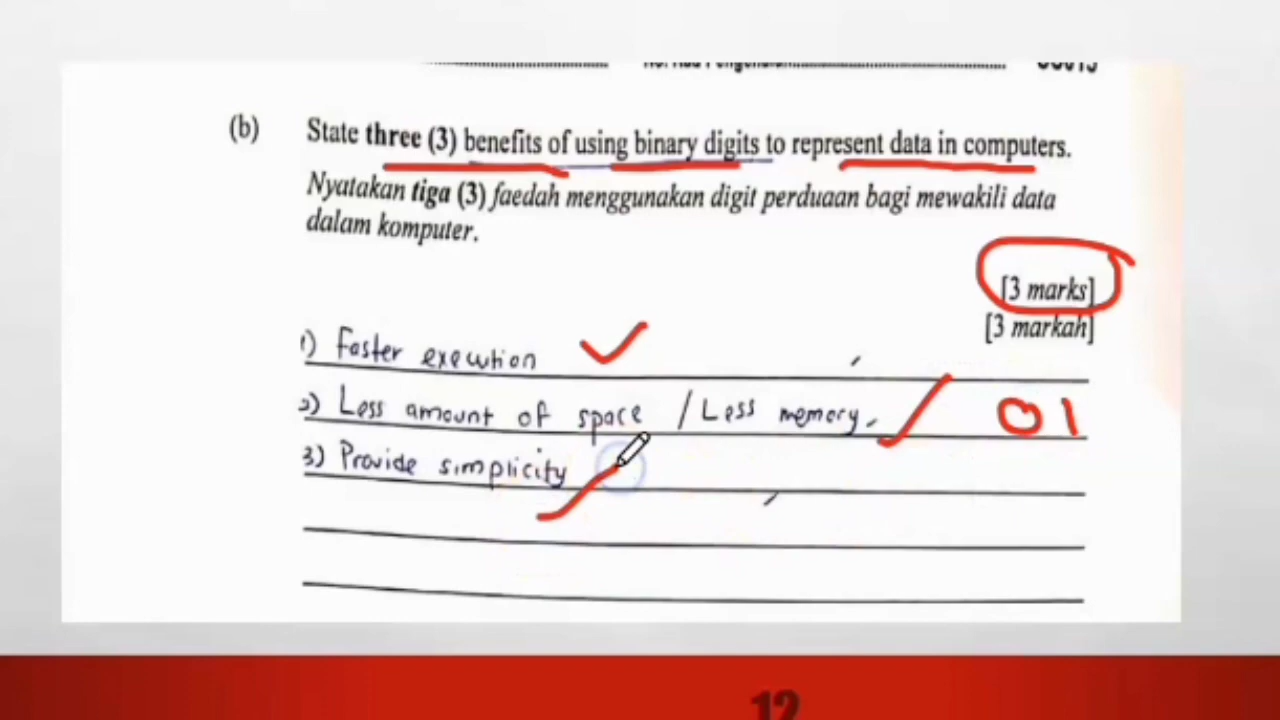 (b) State three (3) benefits of using binary digits to represent data in computers.
Nyatakan tiga (3) faedah menggunakan digit perduaan bagi mewakili data
dalam komputer.
[3 marks]
[3 markah]
1) Faster execution
2) Less amount of space / Less memory.
01
3) Provide simplicity
12